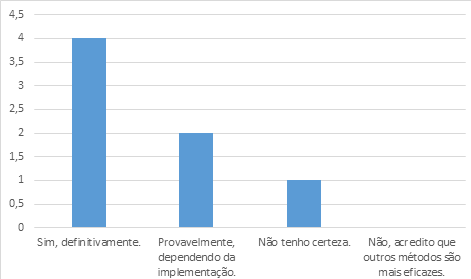 4,5
4
3,5
3
2,5
2
1,5
1
0,5
0
Sim, definitivamente.
Provavelmente,
dependendo da
implementação.
Não tenho certeza.
Não, acredito que
outros métodos são
mais eficazes.